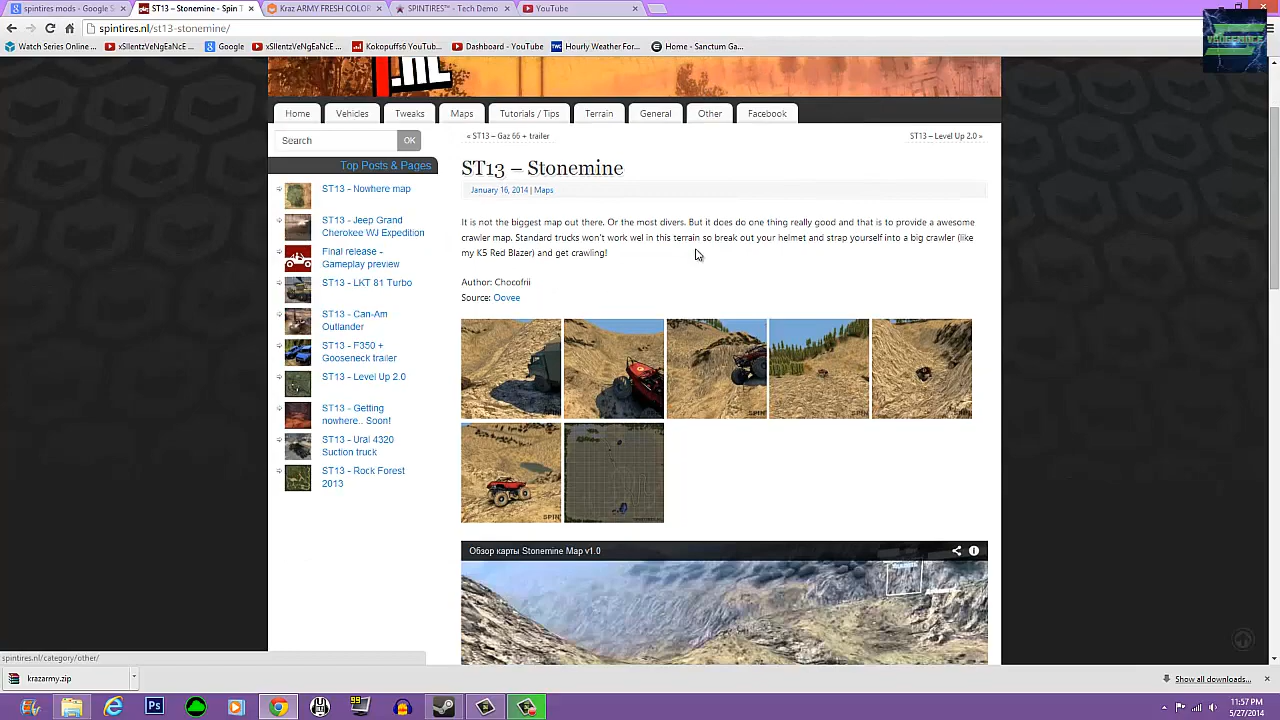 spintires mods - Google S
ST13 – Stonemine - Spin T
Kraz ARMY FRESH COLOR
SPINTIRES™ - Tech Demo
YouTube
spintires.nl/st13-stonemine/
Watch Series Online ...
xSIlentzVeNgEaNcE ...
Google
xSIlentzVeNgEaNcE ...
Kokopuff6 YouTub...
Dashboard - YouTube
Hourly Weather For...
Home - Sanctum Ga...
Home
Vehicles
Tweaks
Maps
Tutorials / Tips
Terrain
General
Other
Facebook
Search
OK
« ST13 – Gaz 66 + trailer
ST13 – Level Up 2.0 »
Top Posts & Pages
ST13 - Nowhere map
ST13 - Jeep Grand
Cherokee WJ Expedition
Final release -
Gameplay preview
ST13 - LKT 81 Turbo
ST13 - Can-Am
Outlander
ST13 - F350 +
Gooseneck trailer
ST13 - Level Up 2.0
ST13 - Getting
nowhere.. Soon!
ST13 - Ural 4320
Suction truck
ST13 - Rock Forest
2013
ST13 – Stonemine
January 16, 2014 | Maps
It is not the biggest map out there. Or the most divers. But it does do one thing really good and that is to provide a awesome
crawler map. Standard trucks won't work wel in this terrain so break out your helmet and strap yourself into a big crawler (like
my K5 Red Blazer) and get crawling!
Author: Chocofrii
Source: Oovee
Обзор карты Stonemine Map v1.0
spintires.nl/category/other/
krazarmy.zip
Show all downloads...
11:57 PM
5/27/2014